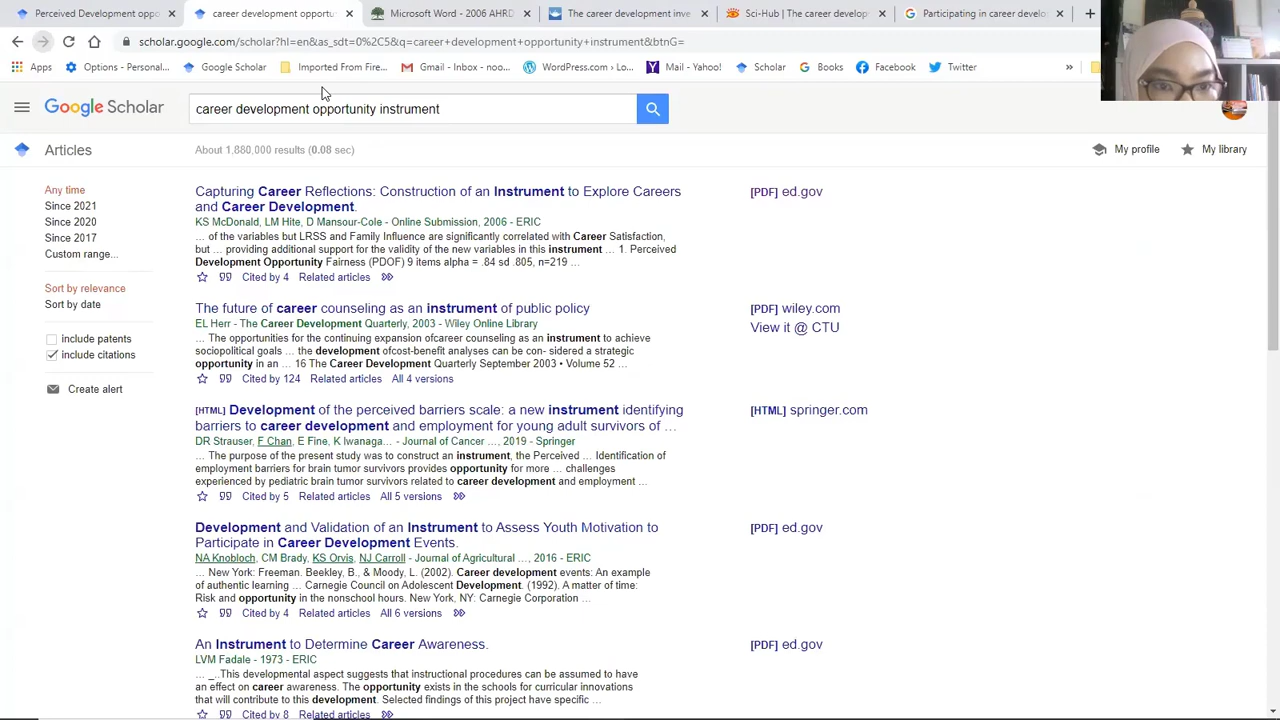 Perceived Development oppo
career development opportu
Microsoft Word - 2006 AHRD
The career development inve
Sci-Hub | The career develop
Participating in career develo
scholar.google.com/scholar?hl=en&as_sdt=0%2C5&q=career+development+opportunity+instrument&btnG=
Apps
Options - Personal...
Google Scholar
Imported From Fire...
Gmail - Inbox - noo...
WordPress.com › Lo...
Mail - Yahoo!
Scholar
Books
Facebook
Twitter
»
Google Scholar
career development opportunity instrument
Articles
About 1,880,000 results (0.08 sec)
My profile
My library
Any time
Since 2021
Since 2020
Since 2017
Custom range...
Sort by relevance
Sort by date
include patents
include citations
Create alert
Capturing Career Reflections: Construction of an Instrument to Explore Careers
and Career Development.
[PDF] ed.gov
KS McDonald, LM Hite, D Mansour-Cole - Online Submission, 2006 - ERIC
... of the variables but LRSS and Family Influence are significantly correlated with Career Satisfaction,
but ... providing additional support for the validity of the new variables in this instrument ... 1. Perceived
Development Opportunity Fairness (PDOF) 9 items alpha = .84 sd .805, n=219 ...
Cited by 4 Related articles
The future of career counseling as an instrument of public policy
[PDF] wiley.com
View it @ CTU
EL Herr - The Career Development Quarterly, 2003 - Wiley Online Library
... The opportunities for the continuing expansion ofcareer counseling as an instrument to achieve
sociopolitical goals ... the development ofcost-benefit analyses can be con- sidered a strategic
opportunity in an ... 16 The Career Development Quarterly September 2003 • Volume 52 ...
Cited by 124 Related articles All 4 versions
[HTML] Development of the perceived barriers scale: a new instrument identifying
barriers to career development and employment for young adult survivors of ...
[HTML] springer.com
DR Strauser, F Chan, E Fine, K Iwanaga... - Journal of Cancer ..., 2019 - Springer
... The purpose of the present study was to construct an instrument, the Perceived ... Identification of
employment barriers for brain tumor survivors provides opportunity for more ... challenges
experienced by pediatric brain tumor survivors related to career development and employment ...
Cited by 5 Related articles All 5 versions
Development and Validation of an Instrument to Assess Youth Motivation to
Participate in Career Development Events.
[PDF] ed.gov
NA Knobloch, CM Brady, KS Orvis, NJ Carroll - Journal of Agricultural ..., 2016 - ERIC
... New York: Freeman. Beekley, B., & Moody, L. (2002). Career development events: An example
of authentic learning ... Carnegie Council on Adolescent Development. (1992). A matter of time:
Risk and opportunity in the nonschool hours. New York, NY: Carnegie Corporation ...
Cited by 4 Related articles All 6 versions
An Instrument to Determine Career Awareness.
[PDF] ed.gov
LVM Fadale - 1973 - ERIC
... _..This developmental aspect suggests that instructional procedures can be assumed to have
an effect on career awareness. The opportunity exists in the schools for curricular innovations
that will contribute to this development. Selected findings of this project have specific ...
Cited by 8 Related articles